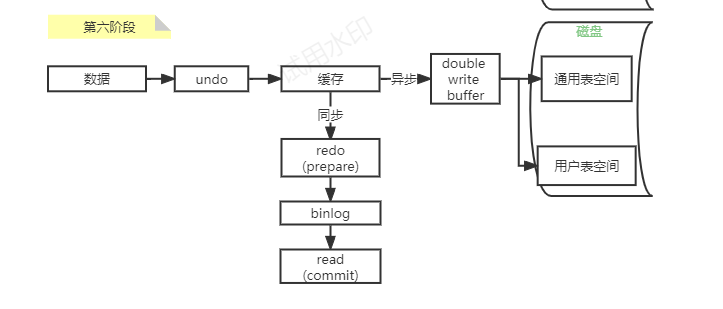 第六阶段
试用水印
磁盘
数据
undo
缓存
异步
double
write
buffer
通用表空间
同步
redo
(prepare)
用户表空间
binlog
read
(commit)